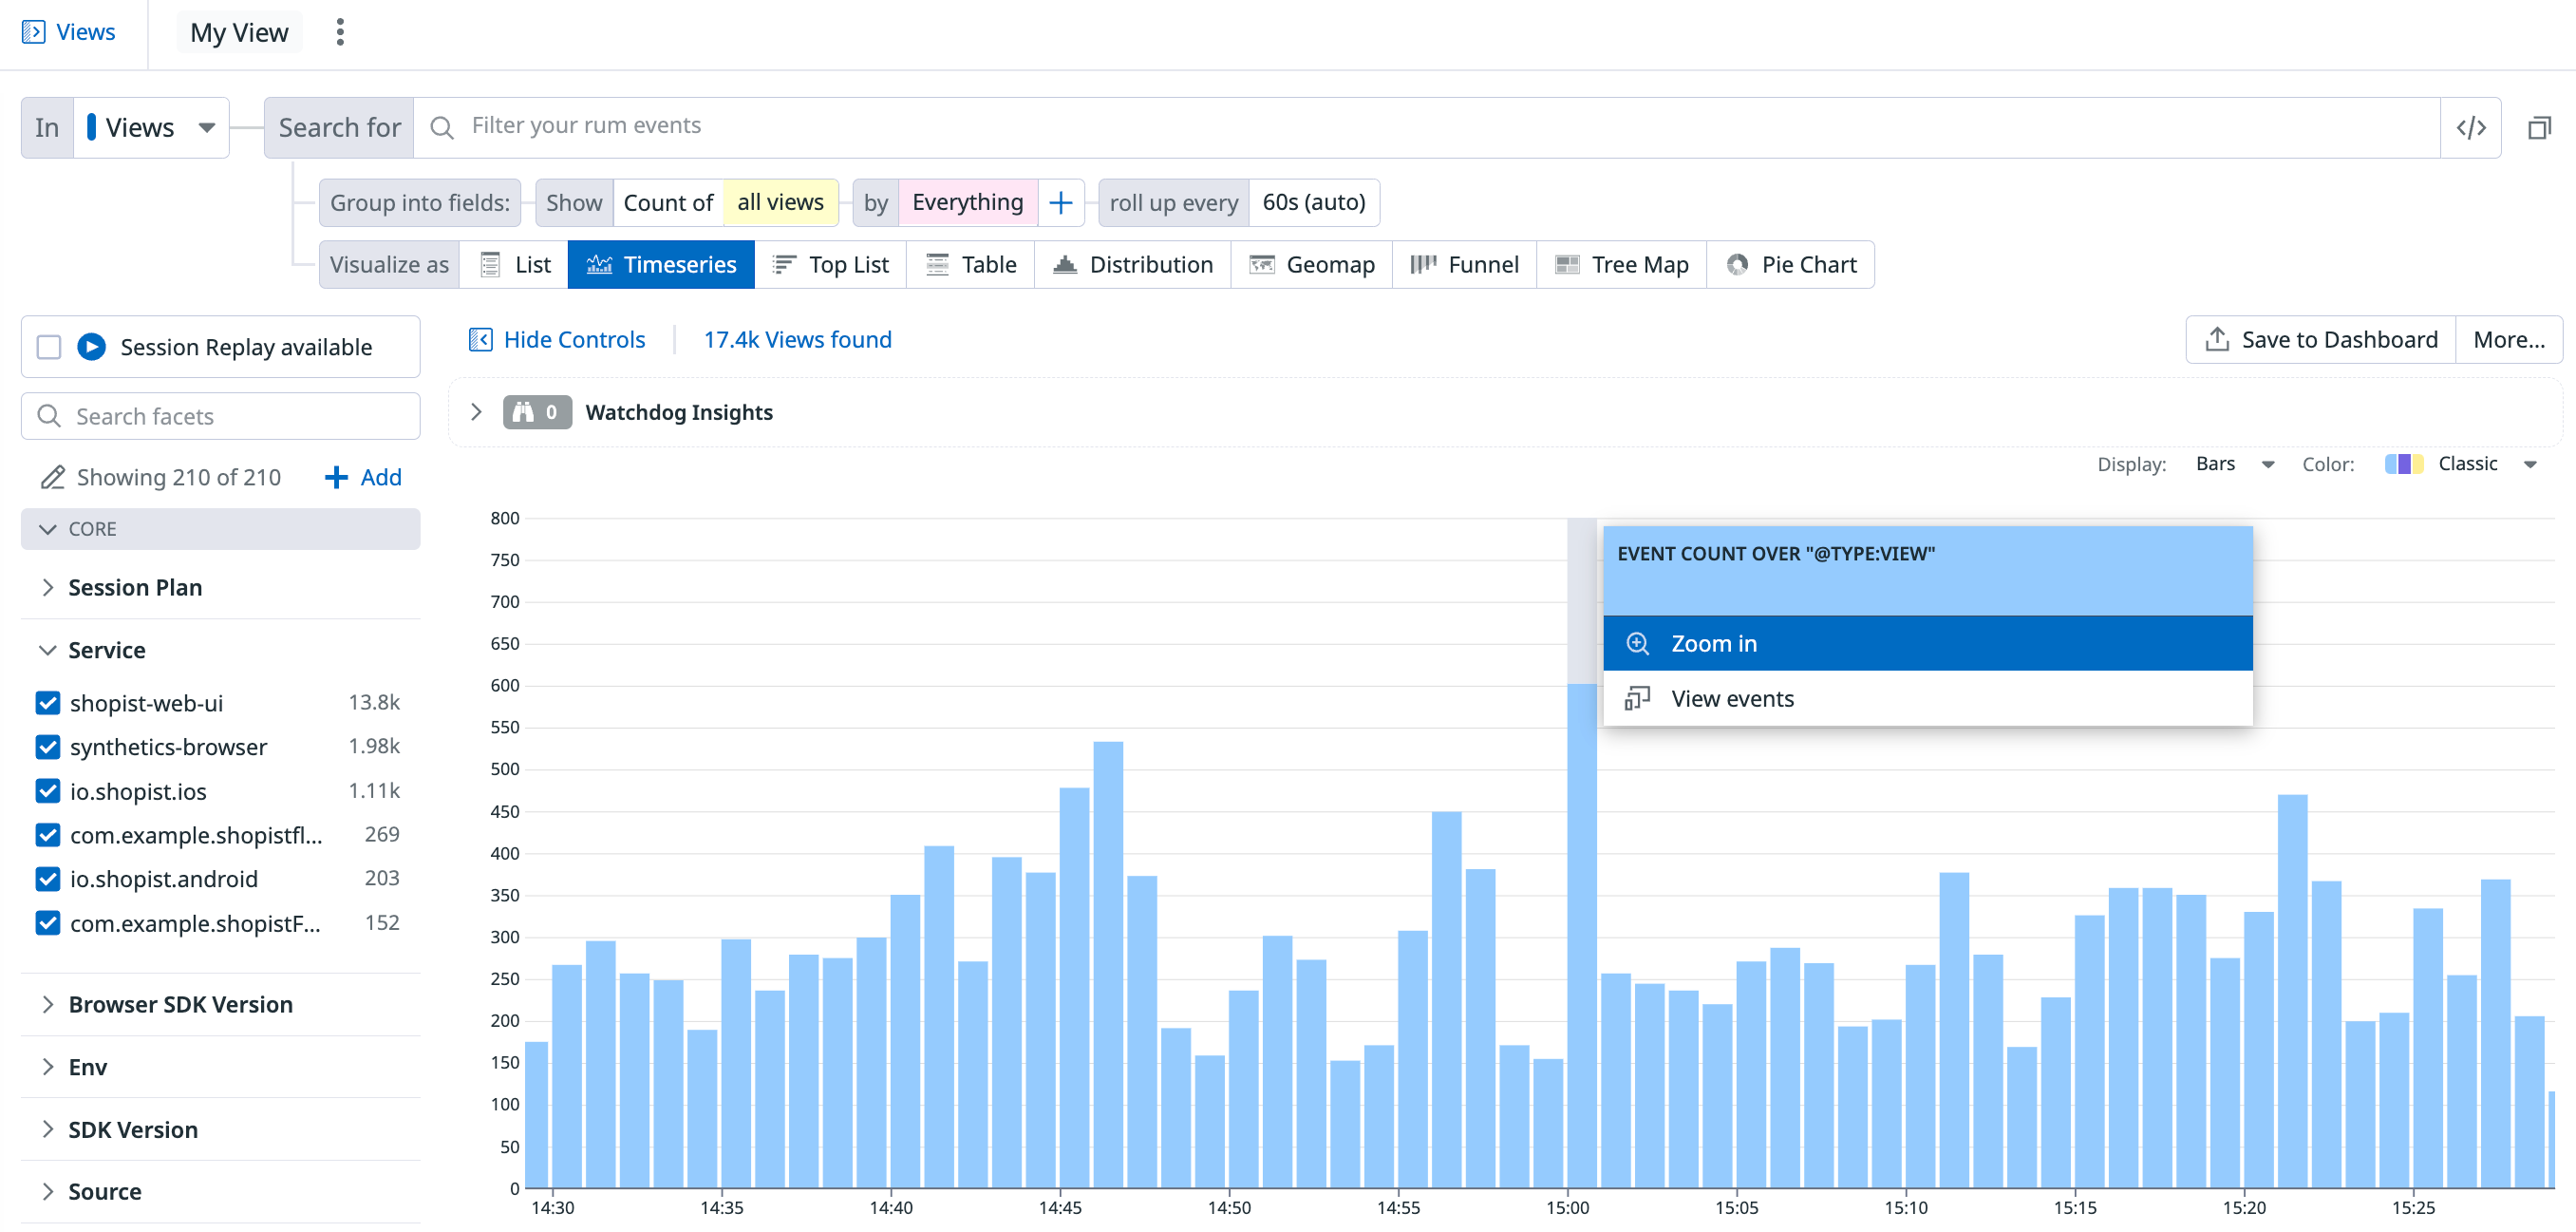 Views
My View
In Views Search for Filter your rum events </>
Group into fields: Show Count of all views by Everything + roll up every 60s (auto)
Visualize as List Timeseries Top List Table Distribution Geomap Funnel Tree Map Pie Chart
Session Replay available
Search facets
Showing 210 of 210 + Add
CORE
Session Plan
Service
shopist-web-ui 13.8k
synthetics-browser 1.98k
io.shopist.ios 1.11k
com.example.shopistfl... 269
io.shopist.android 203
com.example.shopistF... 152
Browser SDK Version
Env
SDK Version
Source
Hide Controls 17.4k Views found Save to Dashboard More...
0 Watchdog Insights
Display: Bars Color: Classic
800
750
700
650
600
550
500
450
400
350
300
250
200
150
100
50
0
EVENT COUNT OVER "@TYPE:VIEW"
Zoom in
View events
14:30 14:35 14:40 14:45 14:50 14:55 15:00 15:05 15:10 15:15 15:20 15:25